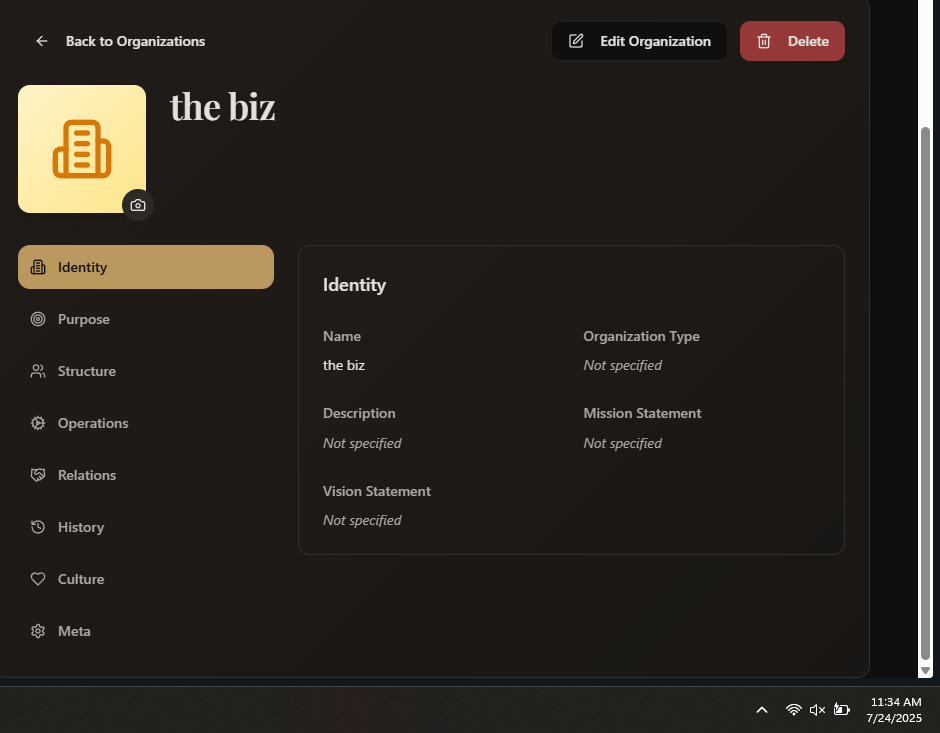 Back to Organizations
Edit Organization
Delete
the biz
Identity
Purpose
Structure
Operations
Relations
History
Culture
Meta
Identity
Name
Organization Type
the biz
Not specified
Description
Mission Statement
Not specified
Not specified
Vision Statement
Not specified
11:34 AM
7/24/2025